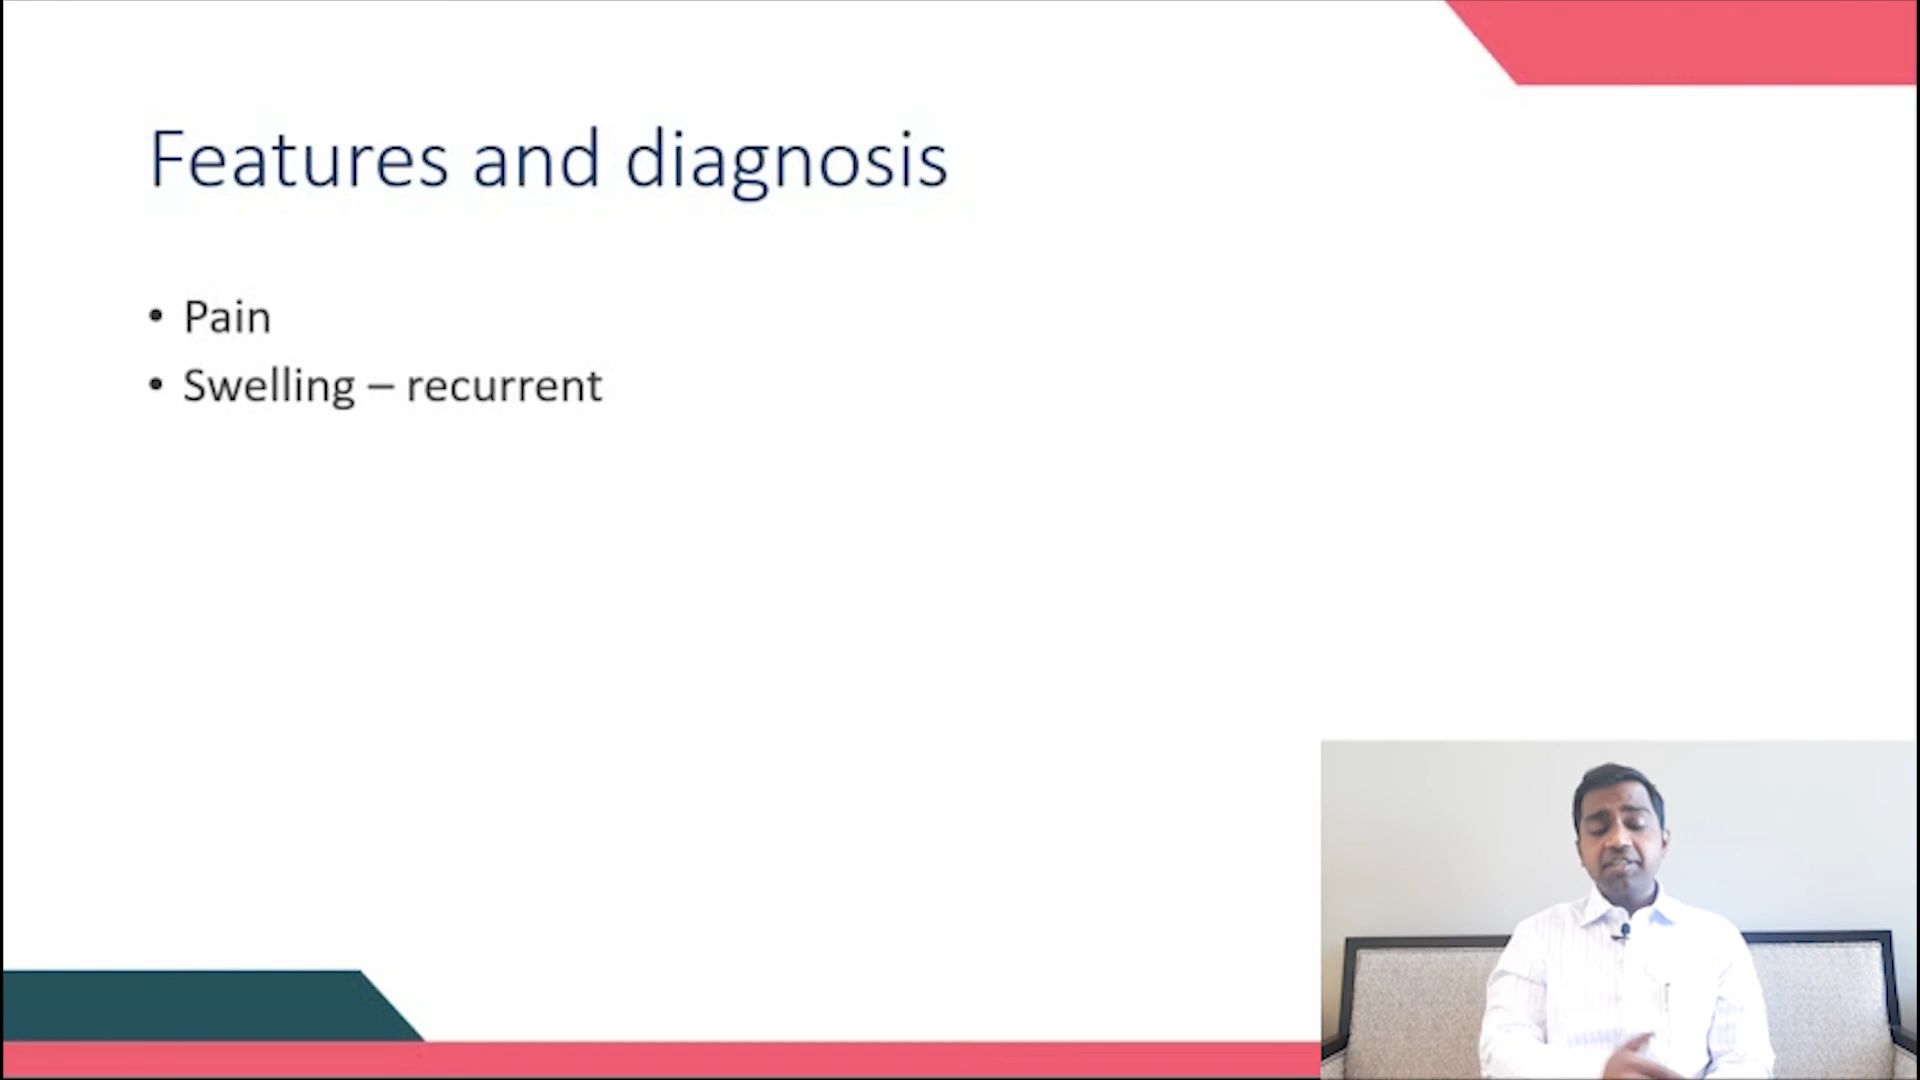 Features and diagnosis
• Pain
• Swelling – recurrent